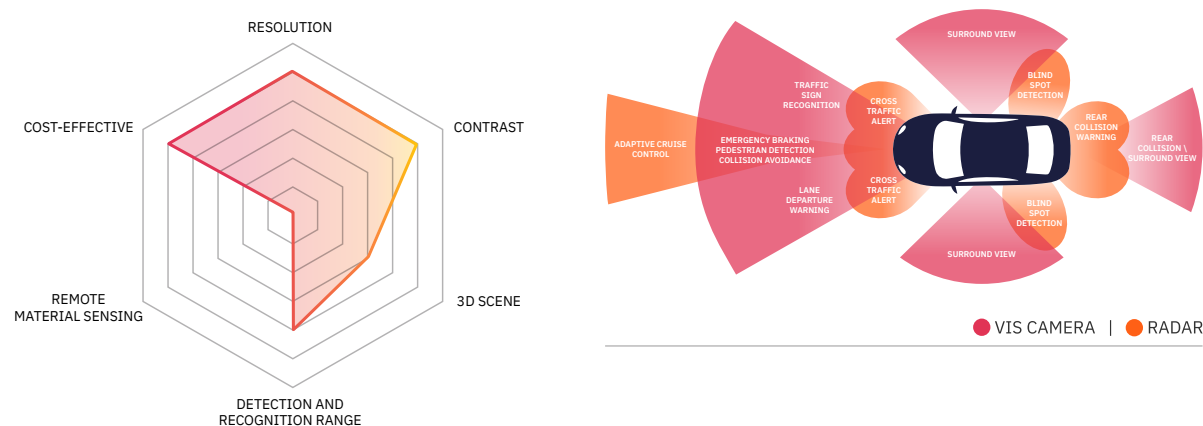 RESOLUTION
COST-EFFECTIVE
CONTRAST
REMOTE
MATERIAL SENSING
3D SCENE
DETECTION AND
RECOGNITION RANGE
SURROUND VIEW
TRAFFIC
SIGN
RECOGNITION
CROSS
TRAFFIC
ALERT
BLIND
SPOT
DETECTION
REAR
COLLISION
WARNING
ADAPTIVE CRUISE
CONTROL
EMERGENCY BRAKING
PEDESTRIAN DETECTION
COLLISION AVOIDANCE
REAR
COLLISION \
SURROUND VIEW
LANE
DEPARTURE
WARNING
CROSS
TRAFFIC
ALERT
BLIND
SPOT
DETECTION
SURROUND VIEW
VIS CAMERA | RADAR